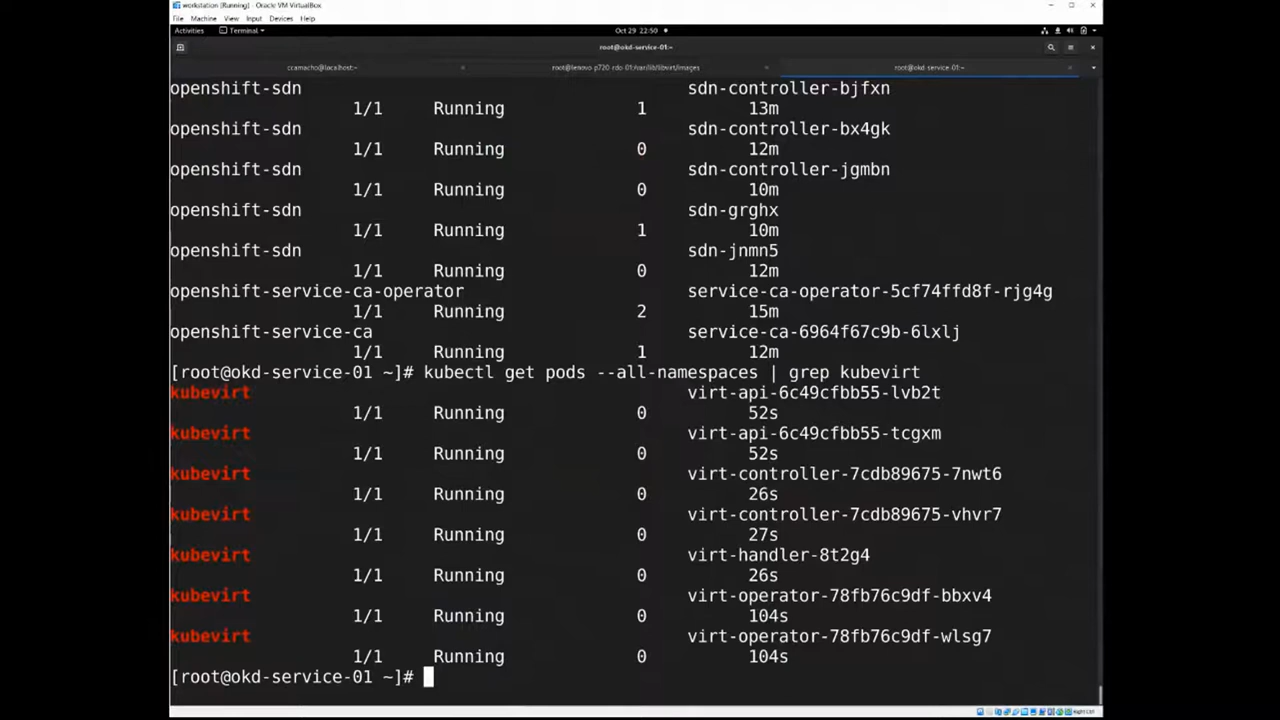 workstation [Running] - Oracle VM VirtualBox
File Machine View Input Devices Help
Activities Terminal Oct 29 22:50
root@okd-service-01:~
ccamacho@localhost:~ root@lenovo-p720-rdo-01:/var/lib/libvirt/images root@okd-service-01:~
openshift-sdn sdn-controller-bjfxn
1/1 Running 1 13m
openshift-sdn sdn-controller-bx4gk
1/1 Running 0 12m
openshift-sdn sdn-controller-jgmbn
1/1 Running 0 10m
openshift-sdn sdn-grghx
1/1 Running 1 10m
openshift-sdn sdn-jnmn5
1/1 Running 0 12m
openshift-service-ca-operator service-ca-operator-5cf74ffd8f-rjg4g
1/1 Running 2 15m
openshift-service-ca service-ca-6964f67c9b-6lxlj
1/1 Running 1 12m
[root@okd-service-01 ~]# kubectl get pods --all-namespaces | grep kubevirt
kubevirt virt-api-6c49cfbb55-lvb2t
1/1 Running 0 52s
kubevirt virt-api-6c49cfbb55-tcgxm
1/1 Running 0 52s
kubevirt virt-controller-7cdb89675-7nwt6
1/1 Running 0 26s
kubevirt virt-controller-7cdb89675-vhvr7
1/1 Running 0 27s
kubevirt virt-handler-8t2g4
1/1 Running 0 26s
kubevirt virt-operator-78fb76c9df-bbxv4
1/1 Running 0 104s
kubevirt virt-operator-78fb76c9df-wlsg7
1/1 Running 0 104s
[root@okd-service-01 ~]#